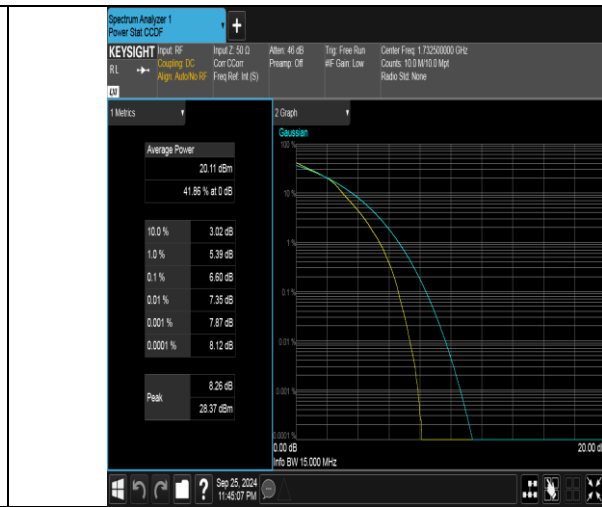 Spectrum Analyzer 1
Power Stat CCDF
+
KEYSIGHT Input: RF Input Z: 50 Ω Atten: 46 dB Trig: Free Run Center Freq: 1.732500000 GHz
RL Coupling: DC Corr CCorr Preamp: Off #IF Gain: Low Counts: 10.0 M/10.0 Mpt
Align: Auto/No RF Freq Ref: Int (S) Radio Std: None
LXI
1 Metrics
Average Power
20.11 dBm
41.86 % at 0 dB
10.0 % 3.02 dB
1.0 % 5.39 dB
0.1 % 6.60 dB
0.01 % 7.35 dB
0.001 % 7.87 dB
0.0001 % 8.12 dB
Peak 8.26 dB
28.37 dBm
2 Graph
Gaussian
100 %
10 %
1 %
0.1 %
0.01 %
0.001 %
0.0001 %
0.00 dB 20.00 d
Info BW 15.000 MHz
?
Sep 25, 2024
11:45:07 PM